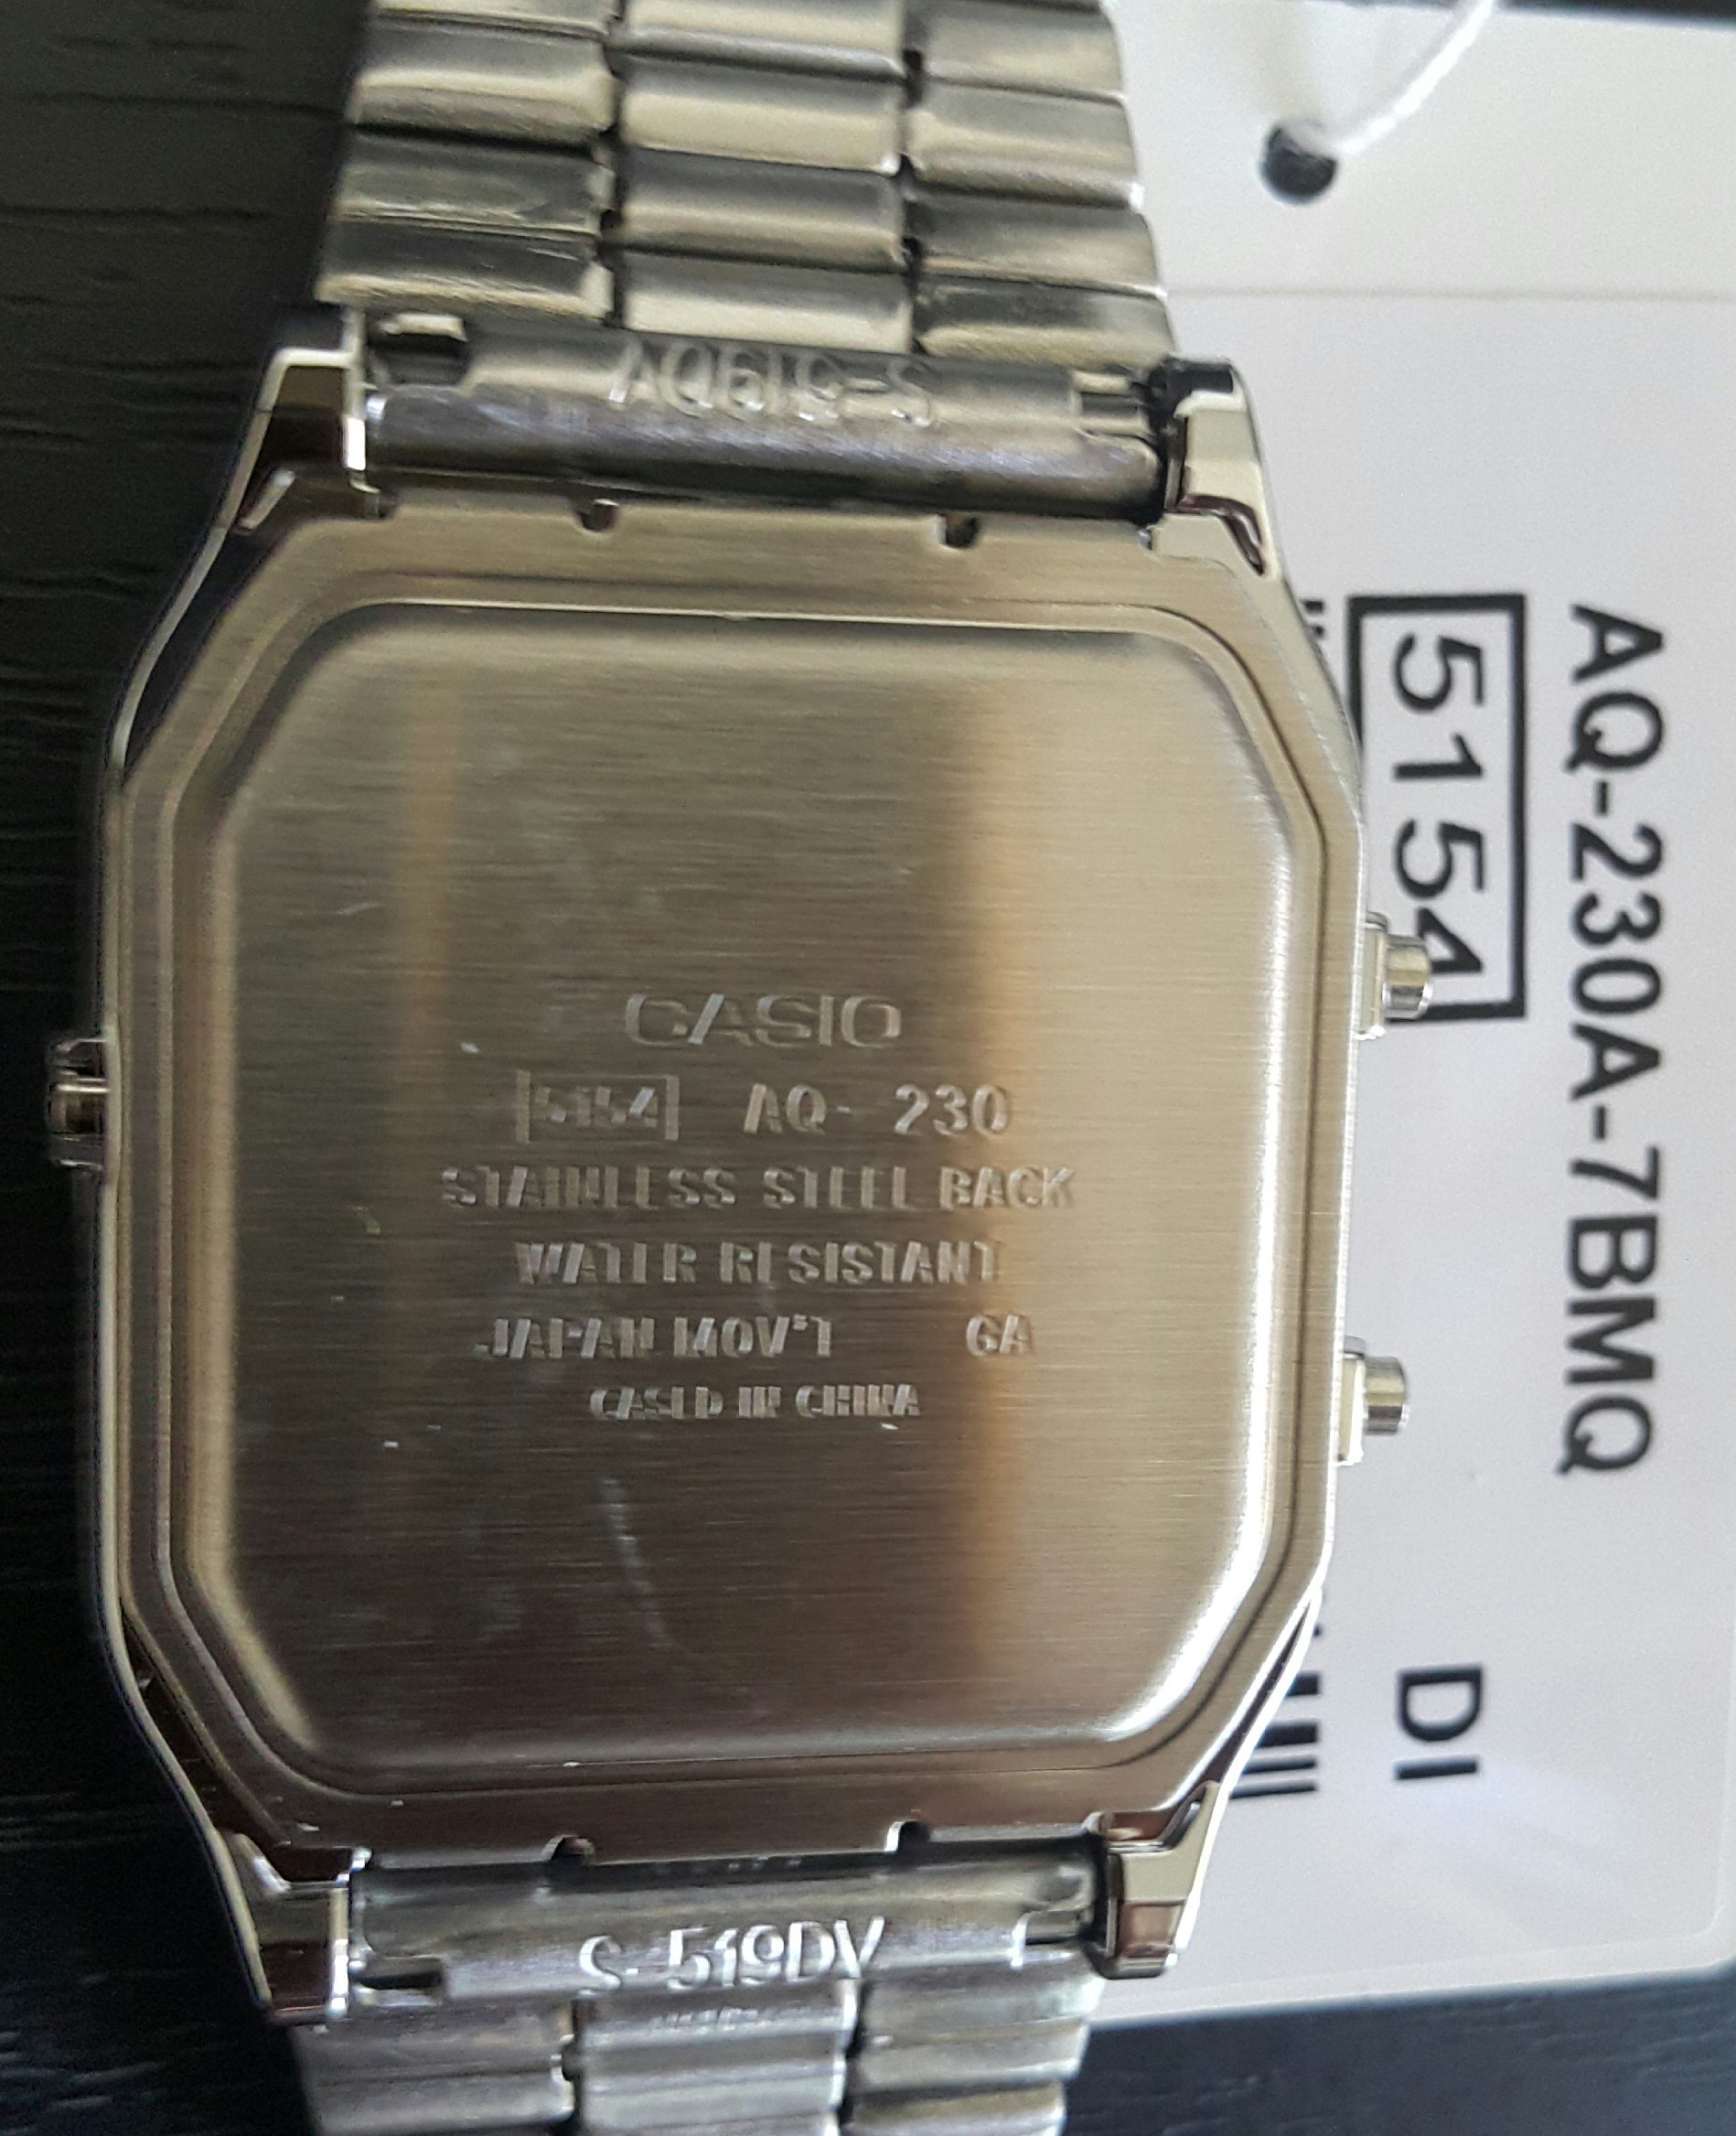 CASIO
5154 AQ- 230
STAINLESS STEEL BACK
WATER RESISTANT
JAPAN MOV'T 6A
CASED IN CHINA
S-519DV
S-519DV
AQ-230A-7BMQ
5154
DI